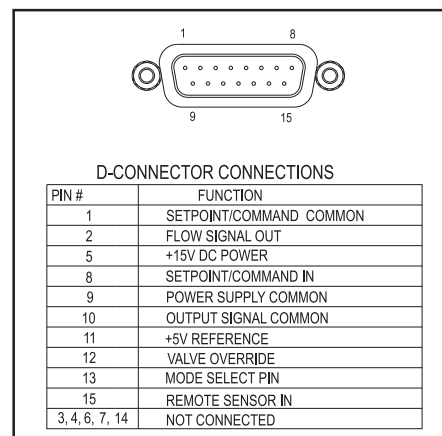 1 8
9 15
D-CONNECTOR CONNECTIONS
PIN # FUNCTION
1 SETPOINT/COMMAND COMMON
2 FLOW SIGNAL OUT
5 +15V DC POWER
8 SETPOINT/COMMAND IN
9 POWER SUPPLY COMMON
10 OUTPUT SIGNAL COMMON
11 +5V REFERENCE
12 VALVE OVERRIDE
13 MODE SELECT PIN
15 REMOTE SENSOR IN
3, 4, 6, 7, 14 NOT CONNECTED